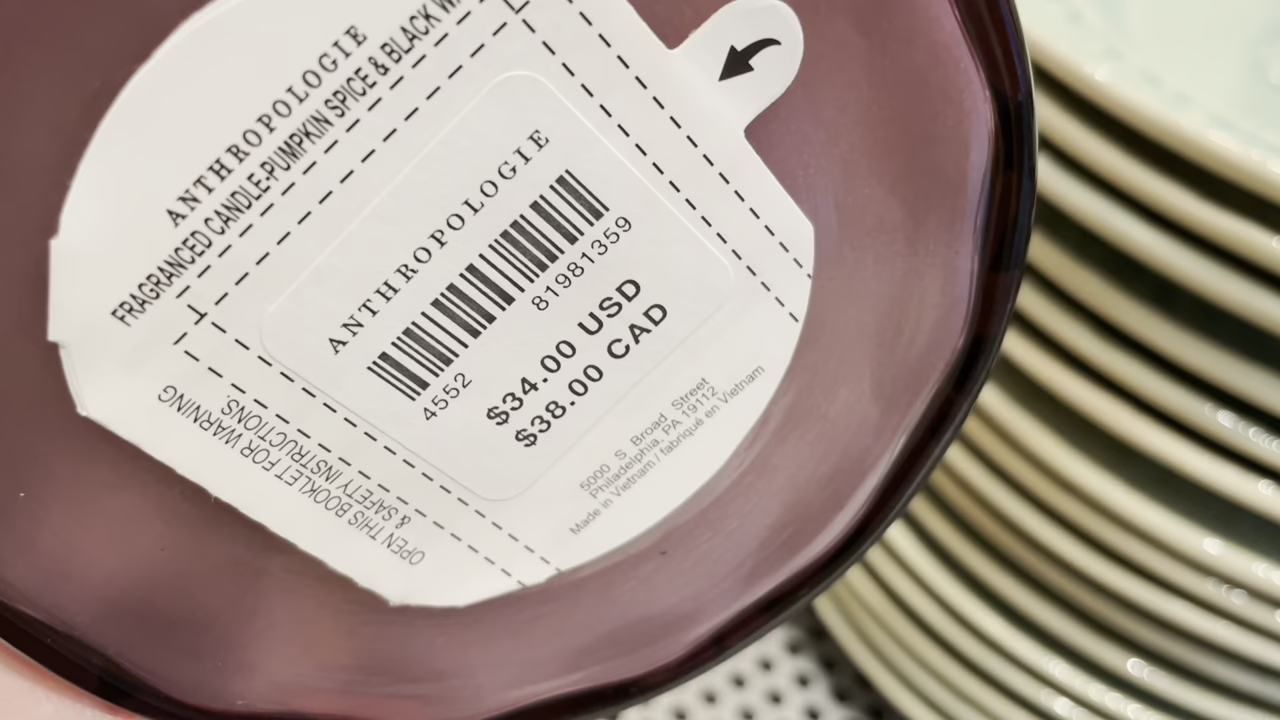 ANTHROPOLOGIE
FRAGRANCED CANDLE-PUMPKIN SPICE & BLACK
ANTHROPOLOGIE
81981359
4552
$34.00 USD
$38.00 CAD
5000 S. Broad Street
Philadelphia, PA 19112
Made in Vietnam / fabriqué en Vietnam
OPEN THIS BOOKLET FOR WARNING
& SAFETY INSTRUCTIONS.